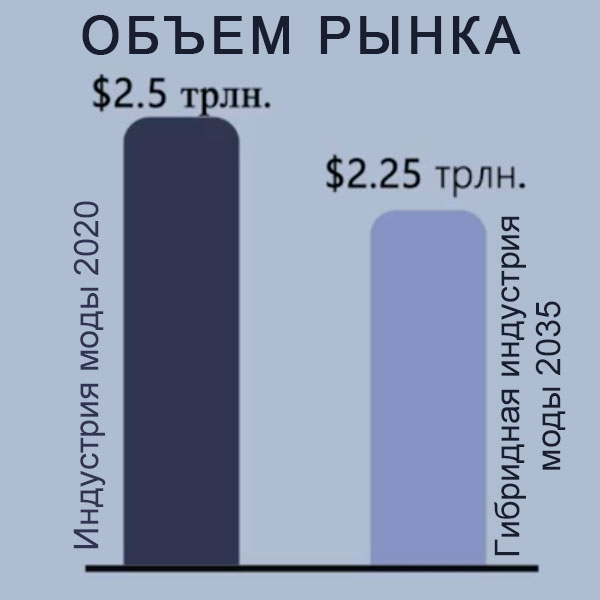 ОБЪЕМ РЫНКА
$2.5 трлн.
$2.25 трлн.
Индустрия моды 2020
Гибридная индустрия
моды 2035